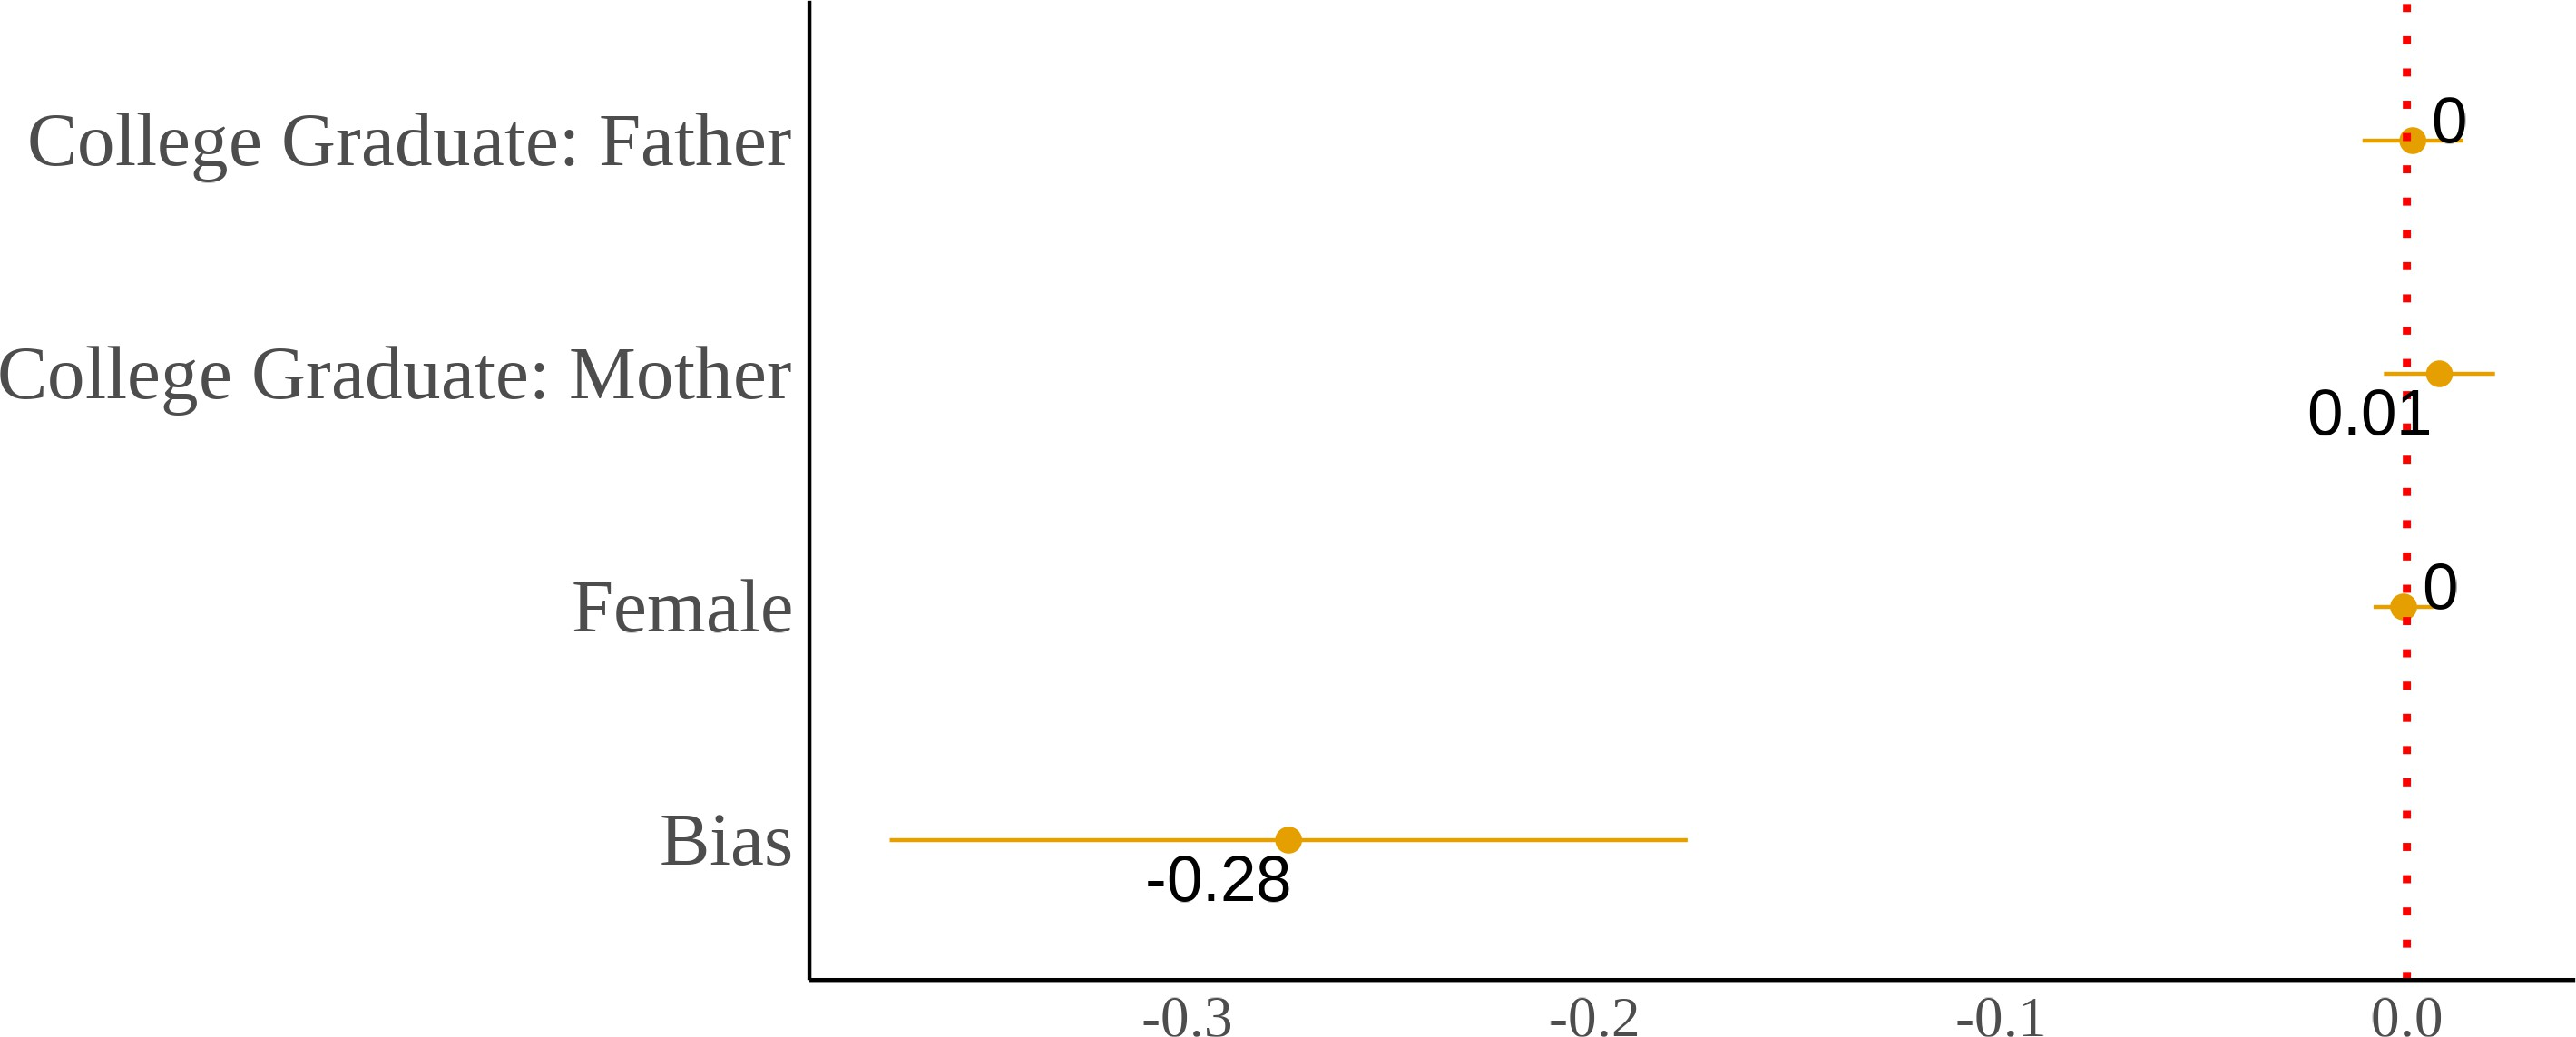 College Graduate: Father
0
College Graduate: Mother
0.01
Female
0
Bias
-0.28
-0.3 -0.2 -0.1 0.0